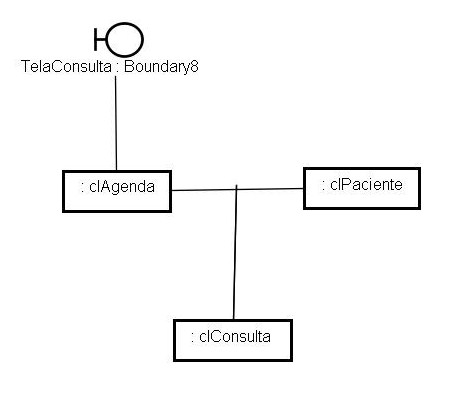 TelaConsulta : Boundary8
: clAgenda
: clPaciente
: clConsulta